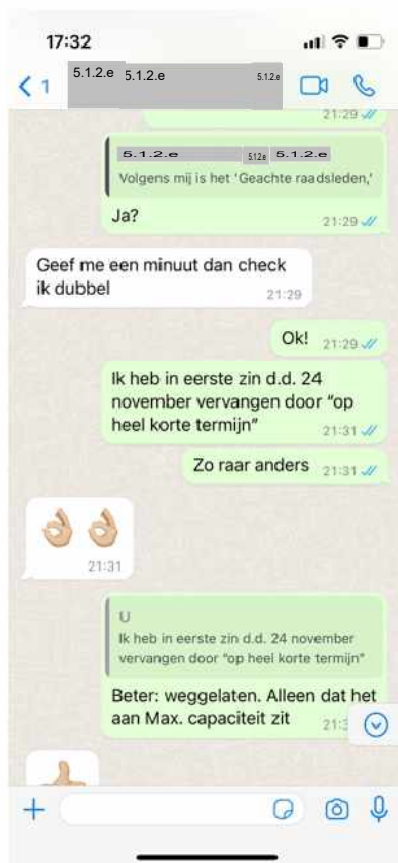 17:32
1 5.1.2.e 5.1.2.e 5.1.2.e
21:29
5.1.2.e 5.1.2.e 5.1.2.e
Volgens mij is het 'Geachte raadsleden,'
Ja?
21:29
Geef me een minuut dan check
ik dubbel
21:29
Ok! 21:29
Ik heb in eerste zin d.d. 24
november vervangen door "op
heel korte termijn"
21:31
Zo raar anders 21:31
21:31
U
Ik heb in eerste zin d.d. 24 november
vervangen door "op heel korte termijn"
Beter: weggelaten. Alleen dat het
aan Max. capaciteit zit